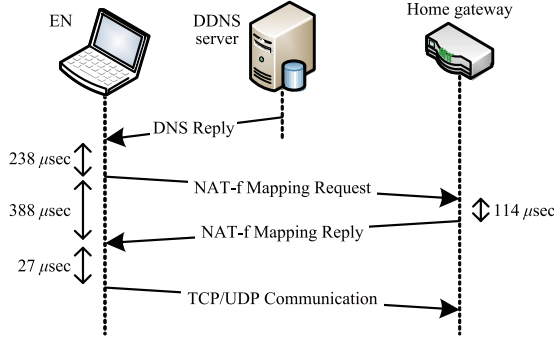 EN
DDNS
server
Home gateway
DNS Reply
238 μsec
NAT-f Mapping Request
388 μsec
114 μsec
NAT-f Mapping Reply
27 μsec
TCP/UDP Communication